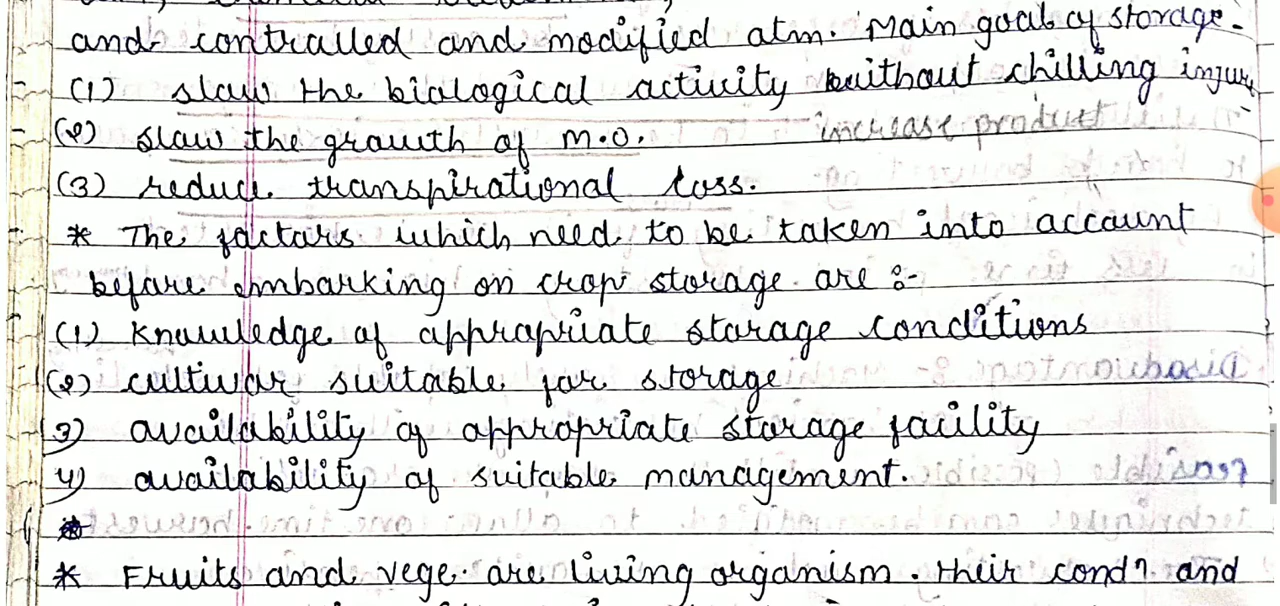 and controlled and modified atm. Main goal of storage-
(1) slow the biological activity without chilling injury
(2) slow the growth of m.o. increase product
(3) reduce transpirational loss.
* The factors which need to be taken into account
before embarking on crop storage are :-
(1) Knowledge of appropriate storage conditions
(2) cultivar suitable for storage
3) availability of appropriate storage facility
4) availability of suitable management.
*
* Fruits and vege. are living organism. their condn. and